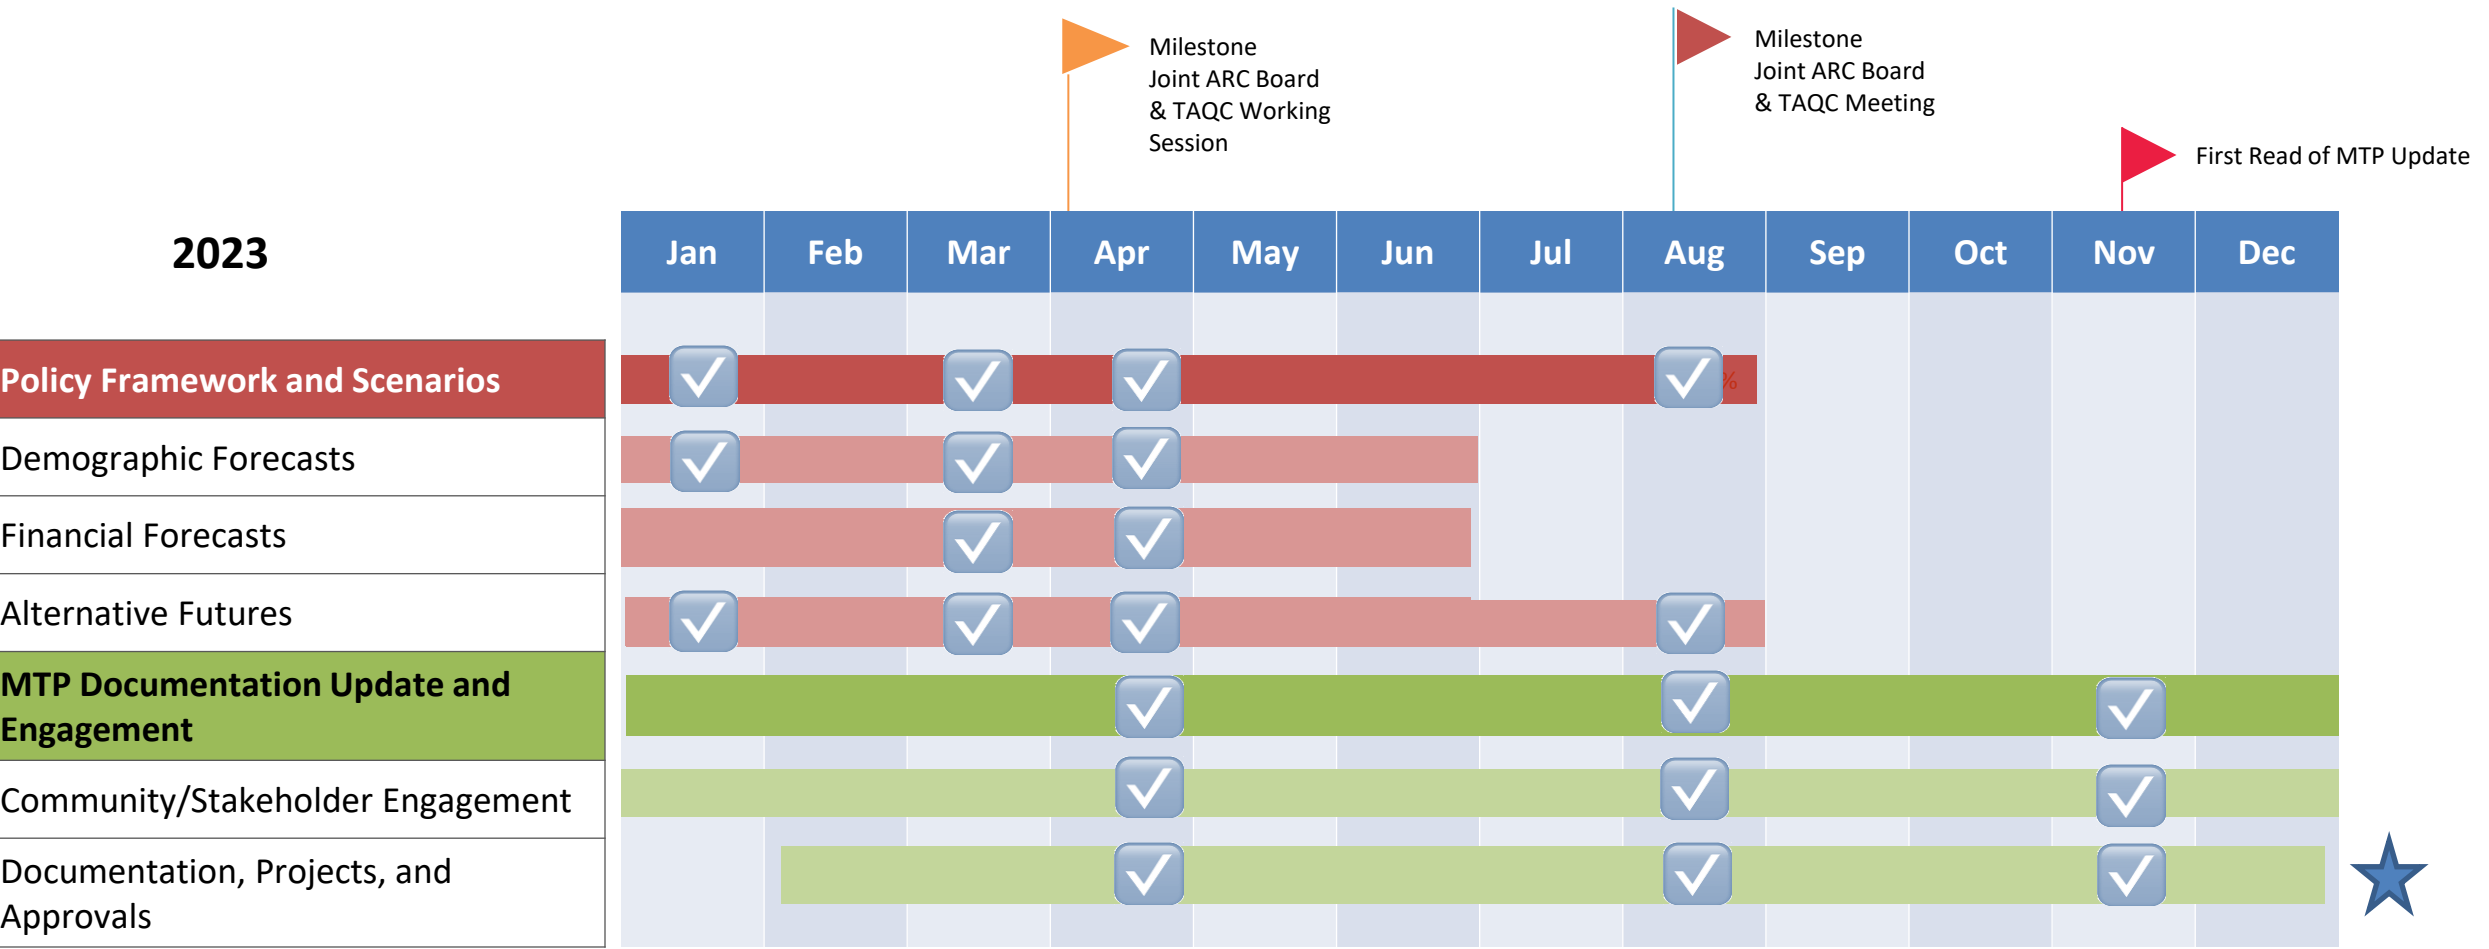 Milestone
Joint ARC Board
& TAQC Working
Session
Milestone
Joint ARC Board
& TAQC Meeting
First Read of MTP Update
2023
Jan Feb Mar Apr May Jun Jul Aug Sep Oct Nov Dec
Policy Framework and Scenarios
%
Demographic Forecasts
Financial Forecasts
Alternative Futures
MTP Documentation Update and
Engagement
Community/Stakeholder Engagement
Documentation, Projects, and
Approvals